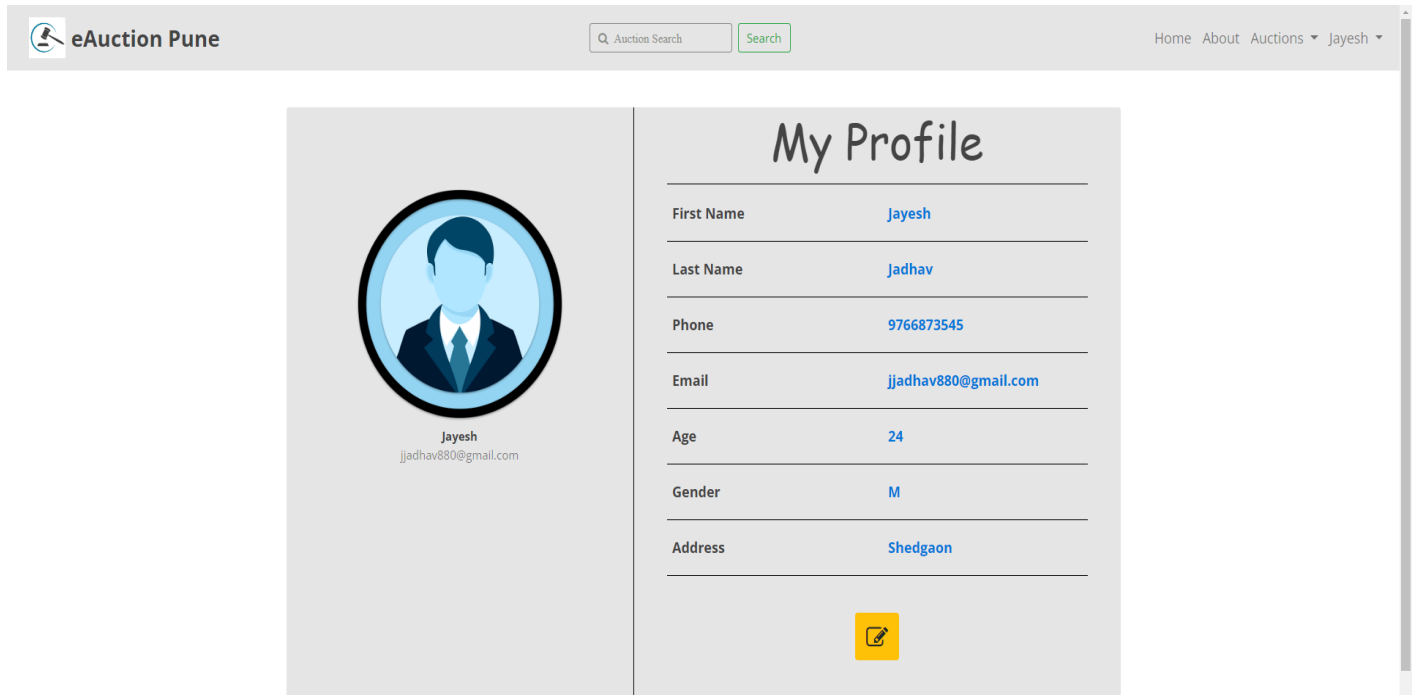 eAuction Pune
Auction Search
Search
Home About Auctions Jayesh
Jayesh
jjadhav880@gmail.com
My Profile
First Name Jayesh
Last Name Jadhav
Phone 9766873545
Email jjadhav880@gmail.com
Age 24
Gender M
Address Shedgaon